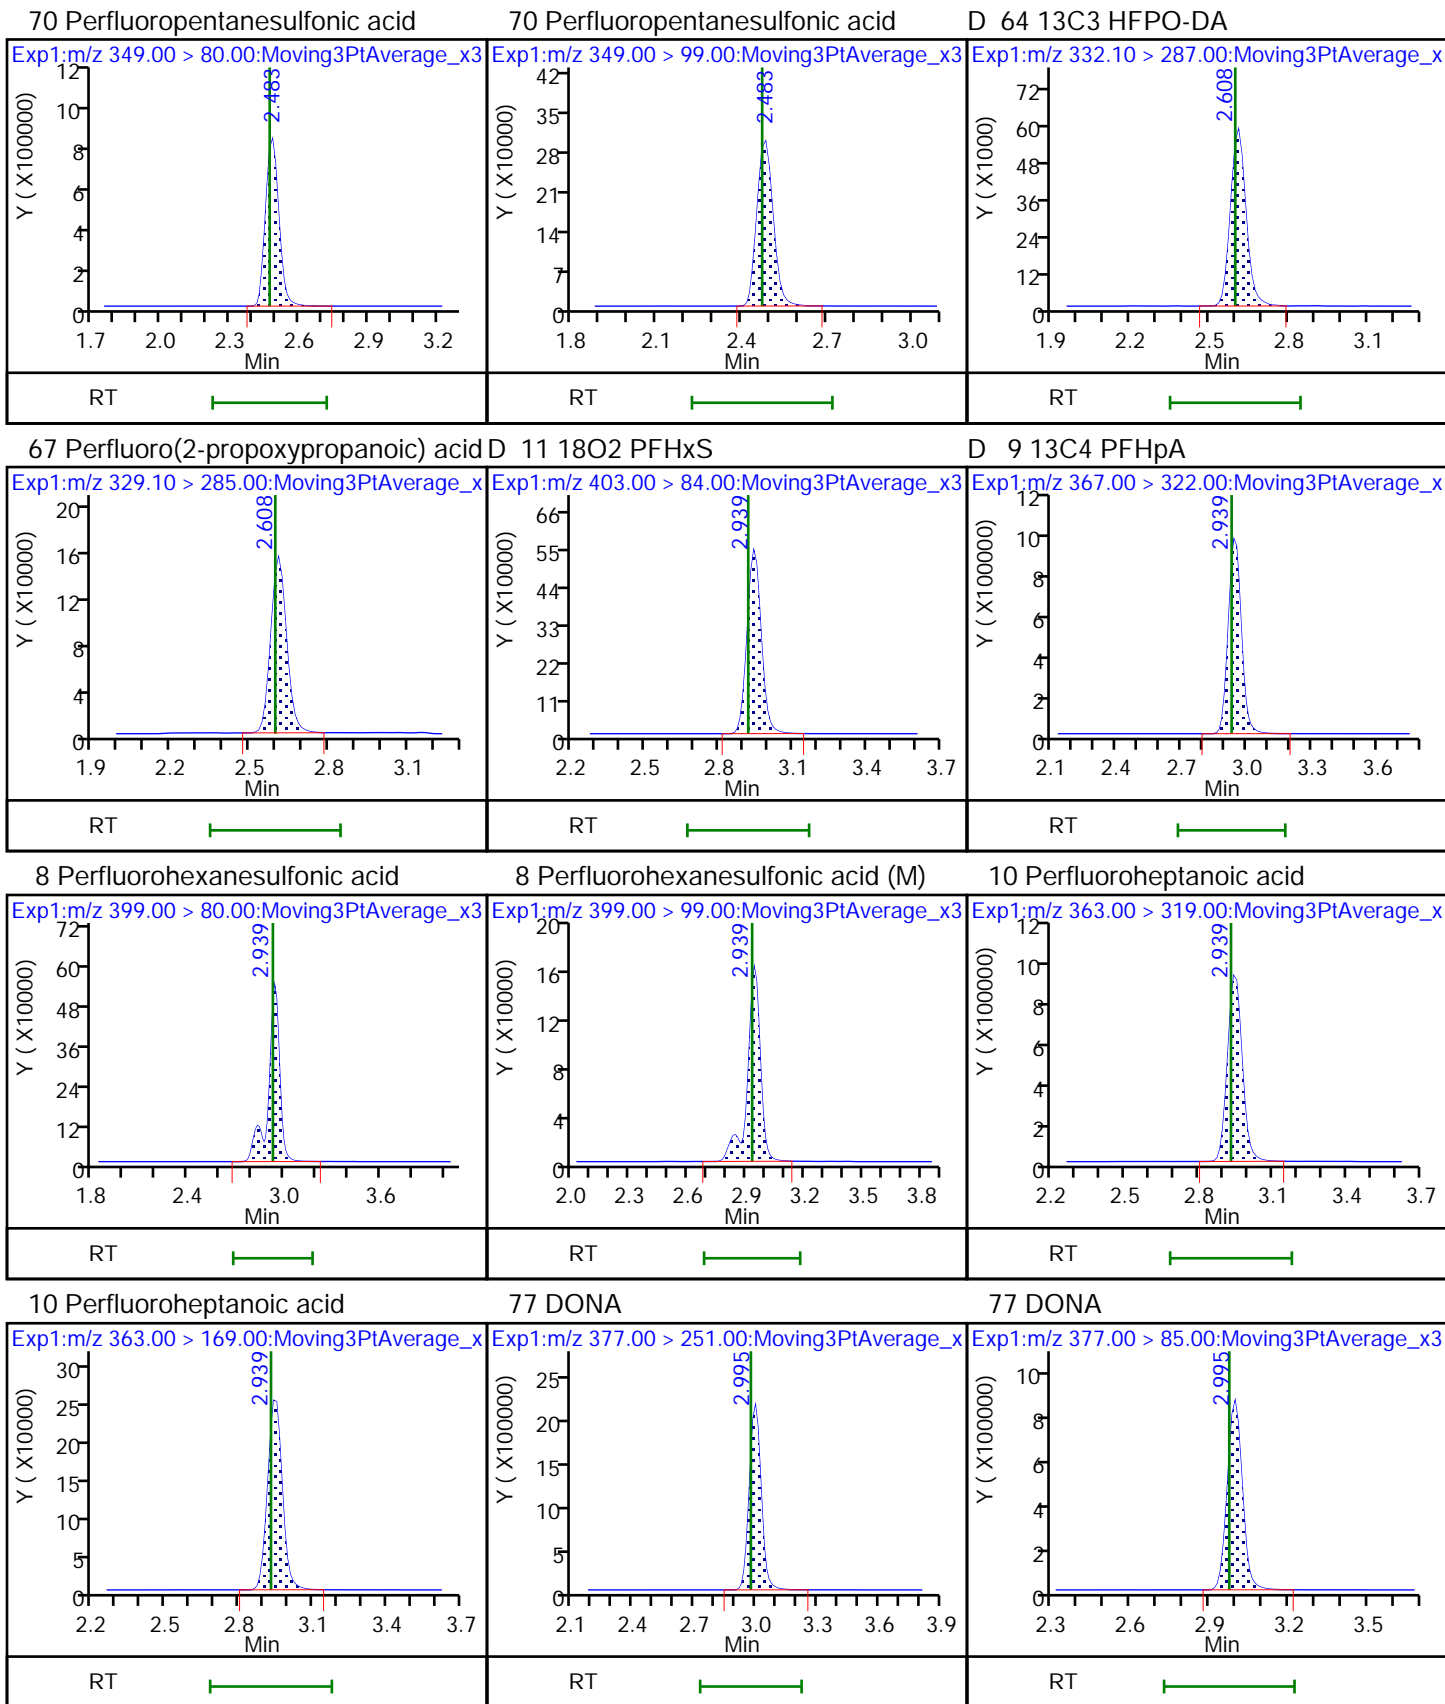 70 Perfluoropentanesulfonic acid
Exp1:m/z 349.00 > 80.00:Moving3PtAverage_x3
2.483
Y ( X100000)
12
10
8
6
4
2
0
1.7 2.0 2.3 2.6 2.9 3.2
Min
RT
70 Perfluoropentanesulfonic acid
Exp1:m/z 349.00 > 99.00:Moving3PtAverage_x3
2.483
Y ( X10000)
42
35
28
21
14
7
0
1.8 2.1 2.4 2.7 3.0
Min
RT
D 64 13C3 HFPO-DA
Exp1:m/z 332.10 > 287.00:Moving3PtAverage_x
2.608
Y ( X1000)
72
60
48
36
24
12
0
1.9 2.2 2.5 2.8 3.1
Min
RT
67 Perfluoro(2-propoxypropanoic) acid
Exp1:m/z 329.10 > 285.00:Moving3PtAverage_x
2.608
Y ( X10000)
20
16
12
8
4
0
1.9 2.2 2.5 2.8 3.1
Min
RT
D 11 18O2 PFHxS
Exp1:m/z 403.00 > 84.00:Moving3PtAverage_x3
2.939
Y ( X10000)
66
55
44
33
22
11
0
2.2 2.5 2.8 3.1 3.4 3.7
Min
RT
D 9 13C4 PFHpA
Exp1:m/z 367.00 > 322.00:Moving3PtAverage_x
2.939
Y ( X100000)
12
10
8
6
4
2
0
2.1 2.4 2.7 3.0 3.3 3.6
Min
RT
8 Perfluorohexanesulfonic acid
Exp1:m/z 399.00 > 80.00:Moving3PtAverage_x3
2.939
Y ( X10000)
72
60
48
36
24
12
0
1.8 2.4 3.0 3.6
Min
RT
8 Perfluorohexanesulfonic acid (M)
Exp1:m/z 399.00 > 99.00:Moving3PtAverage_x3
2.939
Y ( X10000)
20
16
12
8
4
0
2.0 2.3 2.6 2.9 3.2 3.5 3.8
Min
RT
10 Perfluoroheptanoic acid
Exp1:m/z 363.00 > 319.00:Moving3PtAverage_x
2.939
Y ( X100000)
12
10
8
6
4
2
0
2.2 2.5 2.8 3.1 3.4 3.7
Min
RT
10 Perfluoroheptanoic acid
Exp1:m/z 363.00 > 169.00:Moving3PtAverage_x
2.939
Y ( X10000)
30
25
20
15
10
5
0
2.2 2.5 2.8 3.1 3.4 3.7
Min
RT
77 DONA
Exp1:m/z 377.00 > 251.00:Moving3PtAverage_x
2.995
Y ( X100000)
25
20
15
10
5
0
2.1 2.4 2.7 3.0 3.3 3.6 3.9
Min
RT
77 DONA
Exp1:m/z 377.00 > 85.00:Moving3PtAverage_x3
2.995
Y ( X100000)
10
8
6
4
2
0
2.3 2.6 2.9 3.2 3.5
Min
RT